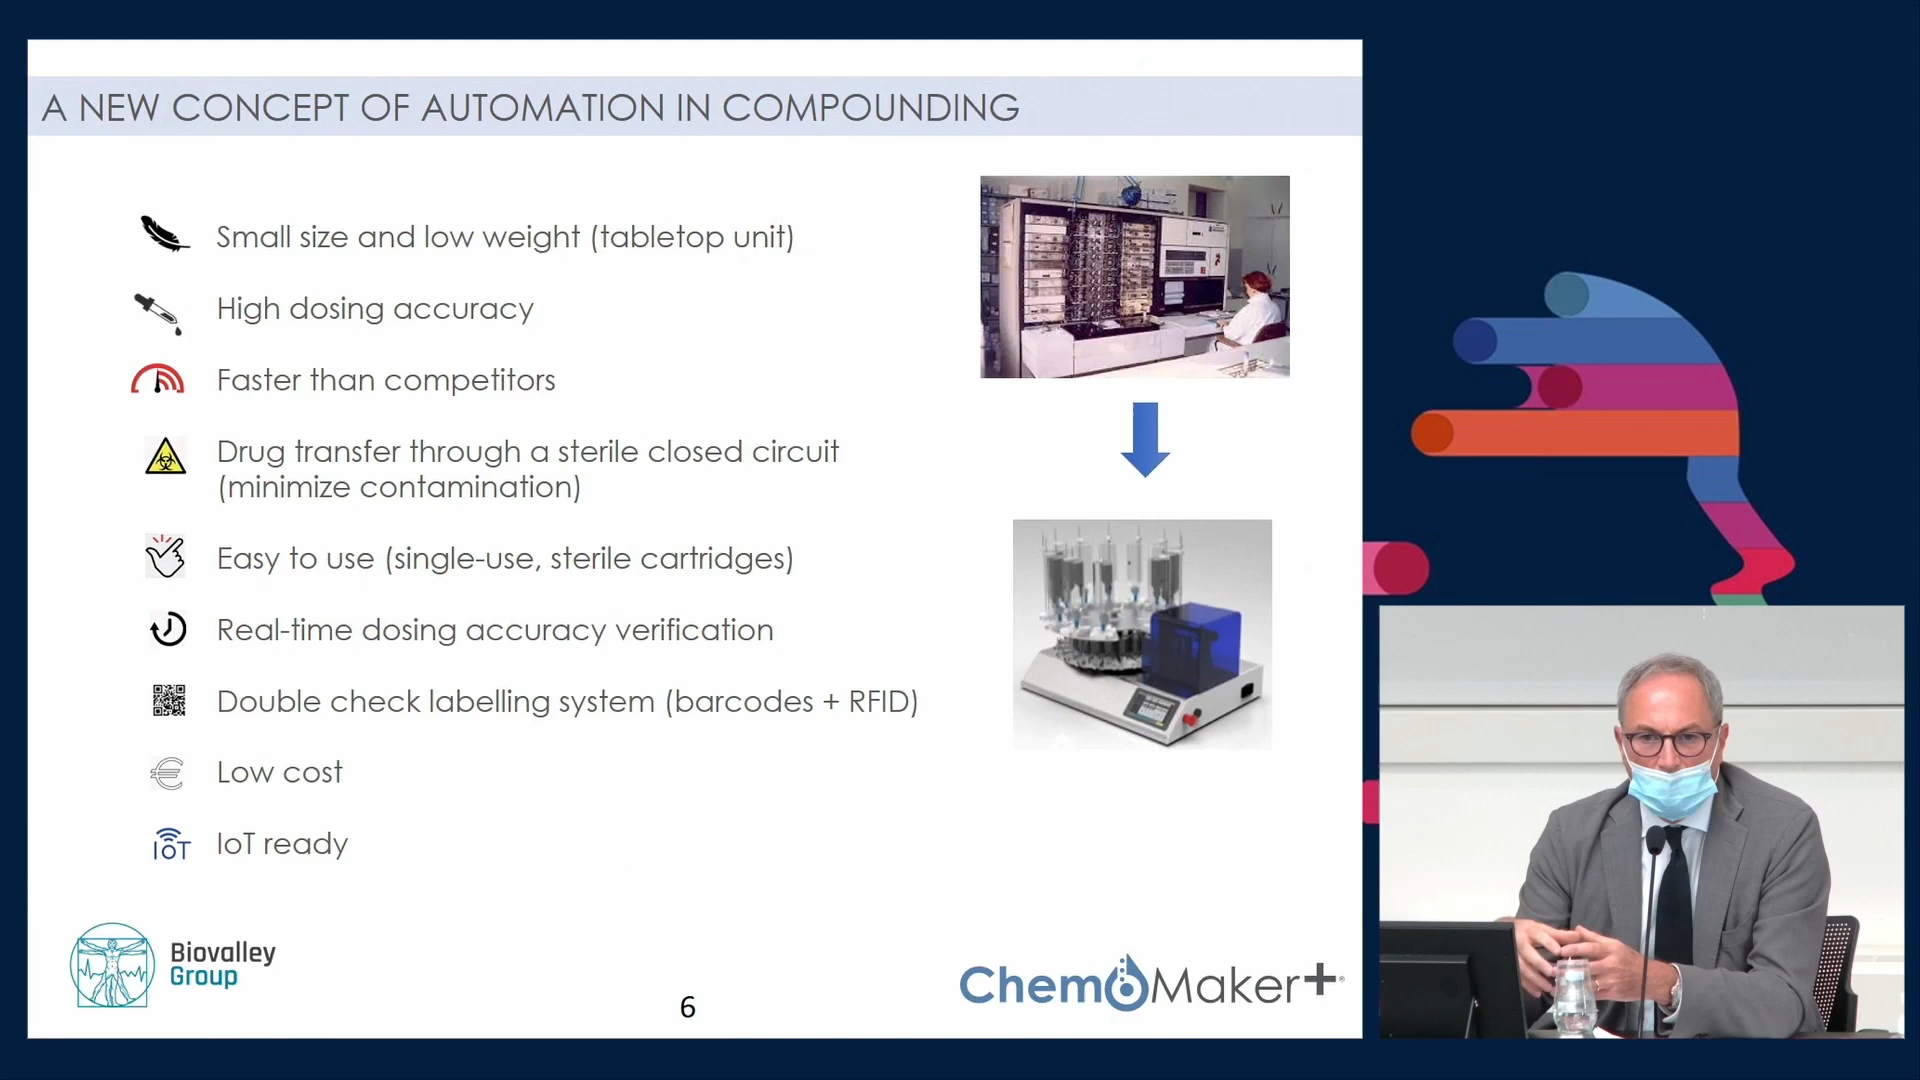 A NEW CONCEPT OF AUTOMATION IN COMPOUNDING
Small size and low weight (tabletop unit)
High dosing accuracy
Faster than competitors
Drug transfer through a sterile closed circuit
(minimize contamination)
Easy to use (single-use, sterile cartridges)
Real-time dosing accuracy verification
Double check labelling system (barcodes + RFID)
€ Low cost
IOT IoT ready
Biovalley
Group
6
ChemoMaker+®